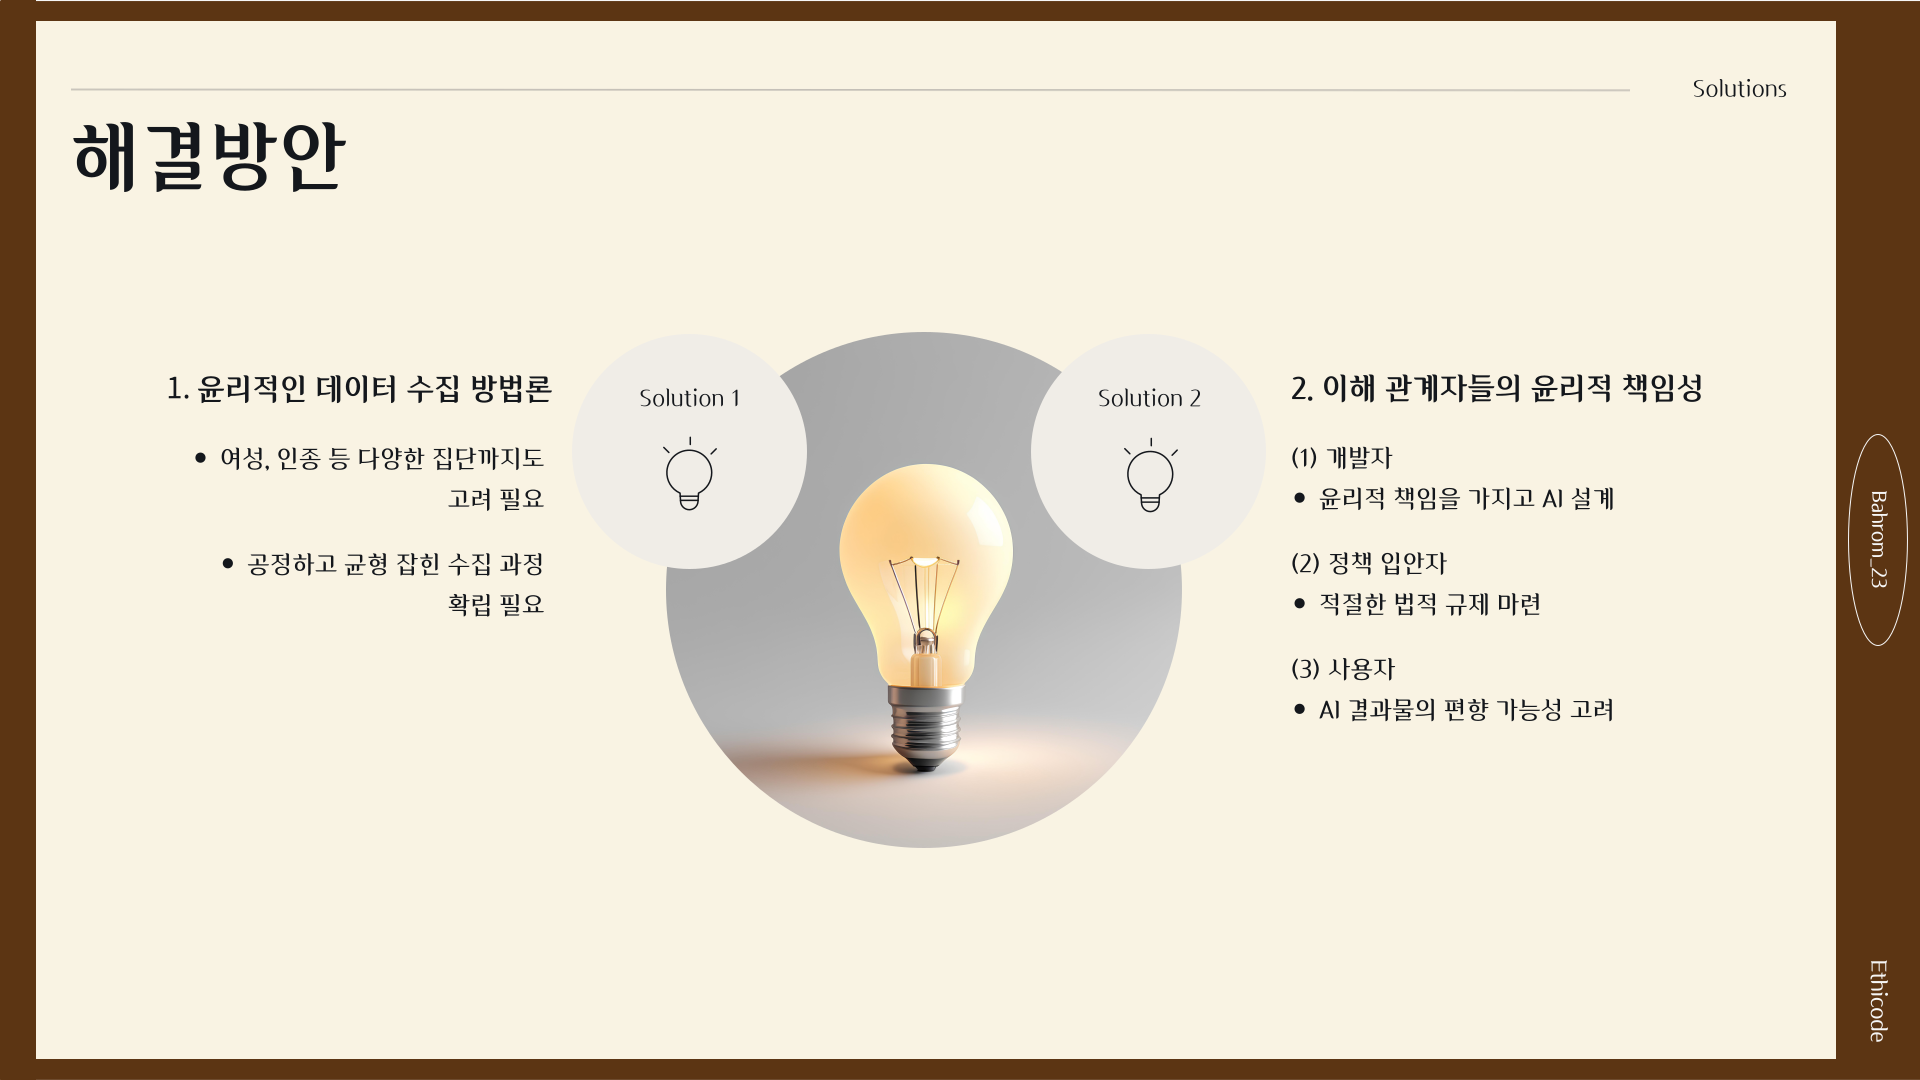 Solutions
해결방안
1. 윤리적인 데이터 수집 방법론
• 여성, 인종 등 다양한 집단까지도
고려 필요
• 공정하고 균형 잡힌 수집 과정
확립 필요
Solution 1
Solution 2
2. 이해 관계자들의 윤리적 책임성
(1) 개발자
• 윤리적 책임을 가지고 AI 설계
(2) 정책 입안자
• 적절한 법적 규제 마련
(3) 사용자
• AI 결과물의 편향 가능성 고려
Bahrom_23
Ethicode